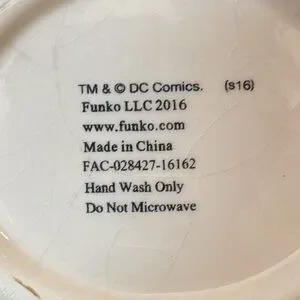 TM & © DC Comics. (s16)
Funko LLC 2016
www.funko.com
Made in China
FAC-028427-16162
Hand Wash Only
Do Not Microwave